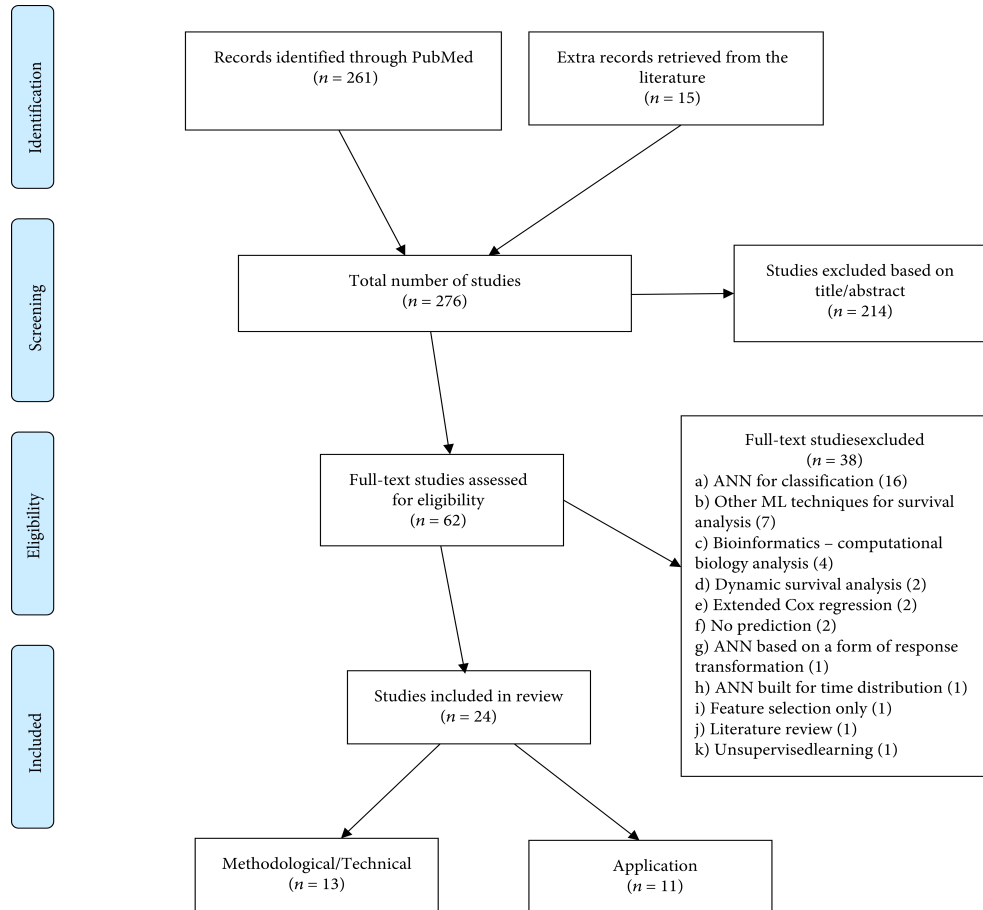 Identification
Records identified through PubMed
(n = 261)
Extra records retrieved from the
literature
(n = 15)
Screening
Total number of studies
(n = 276)
Studies excluded based on
title/abstract
(n = 214)
Eligibility
Full-text studies assessed
for eligibility
(n = 62)
Full-text studiesexcluded
(n = 38)
a) ANN for classification (16)
b) Other ML techniques for survival
analysis (7)
c) Bioinformatics – computational
biology analysis (4)
d) Dynamic survival analysis (2)
e) Extended Cox regression (2)
f) No prediction (2)
g) ANN based on a form of response
transformation (1)
h) ANN built for time distribution (1)
i) Feature selection only (1)
j) Literature review (1)
k) Unsupervisedlearning (1)
Included
Studies included in review
(n = 24)
Methodological/Technical
(n = 13)
Application
(n = 11)